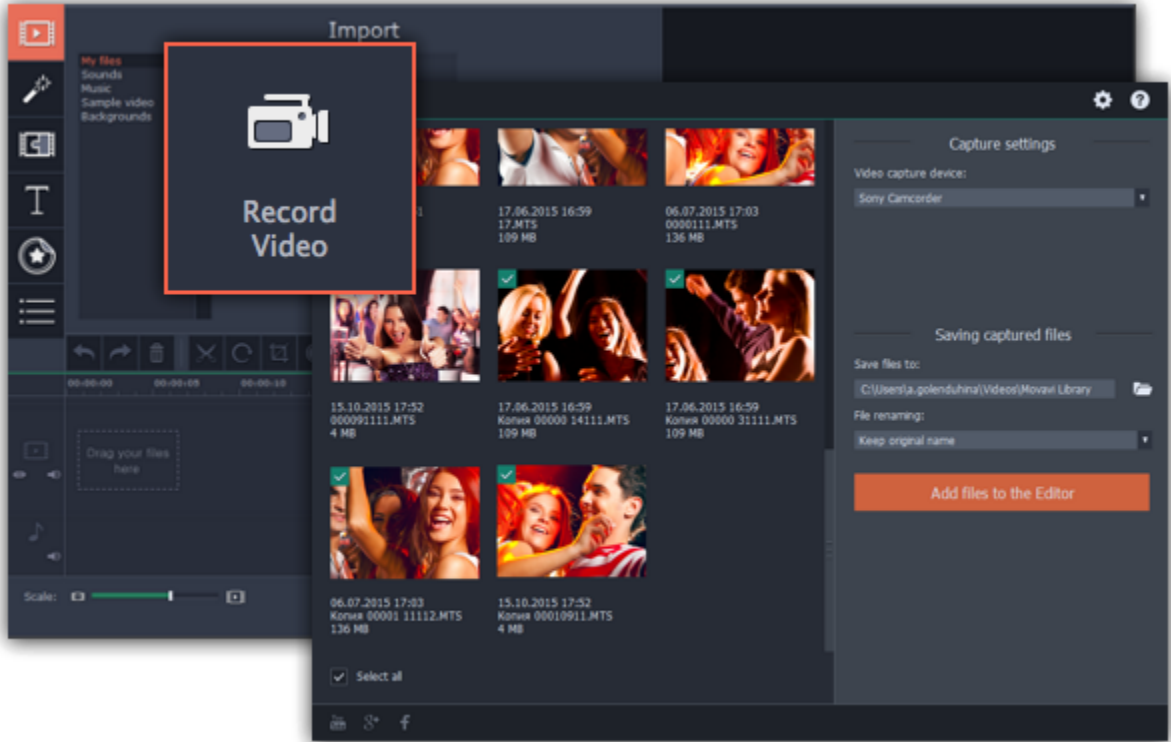 Import
My files
Sounds
Music
Sample video
Backgrounds
Record
Video
17.06.2015 16:59
17.MTS
109 MB
06.07.2015 17:03
0000111.MTS
136 MB
15.10.2015 17:52
000091111.MTS
4 MB
17.06.2015 16:59
Копия 00000 14111.MTS
109 MB
17.06.2015 16:59
Копия 00000 31111.MTS
109 MB
06.07.2015 17:03
Копия 00001 11112.MTS
136 MB
15.10.2015 17:52
Копия 00010911.MTS
4 MB
Select all
Capture settings
Video capture device:
Sony Camcorder
Saving captured files
Save files to:
C:\Users\a.golenduhina\Videos\Movavi Library
File renaming:
Keep original name
Add files to the Editor
00:00:00 00:00:05 00:00:10
Drag your files
here
Scale: